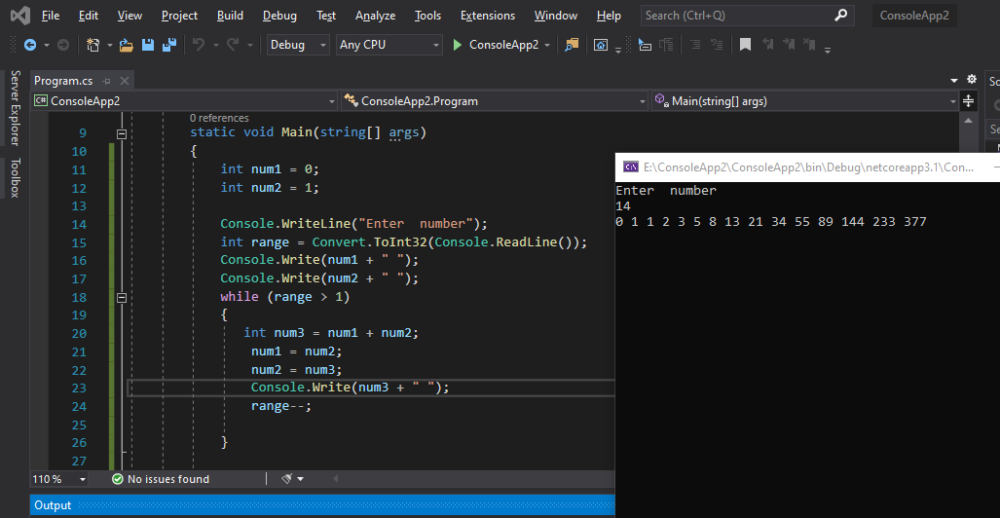 File Edit View Project Build Debug Test Analyze Tools Extensions Window Help Search (Ctrl+Q) ConsoleApp2
Debug Any CPU ConsoleApp2
Server Explorer
Toolbox
Program.cs
C# ConsoleApp2 ConsoleApp2.Program Main(string[] args)
0 references
9 static void Main(string[] args)
10 {
11 int num1 = 0;
12 int num2 = 1;
13
14 Console.WriteLine("Enter  number");
15 int range = Convert.ToInt32(Console.ReadLine());
16 Console.Write(num1 + " ");
17 Console.Write(num2 + " ");
18 while (range > 1)
19 {
20 int num3 = num1 + num2;
21 num1 = num2;
22 num2 = num3;
23 Console.Write(num3 + " ");
24 range--;
25
26 }
27
110 % No issues found
Output
C:\ E:\ConsoleApp2\ConsoleApp2\bin\Debug\netcoreapp3.1\Con...
Enter  number
14
0 1 1 2 3 5 8 13 21 34 55 89 144 233 377